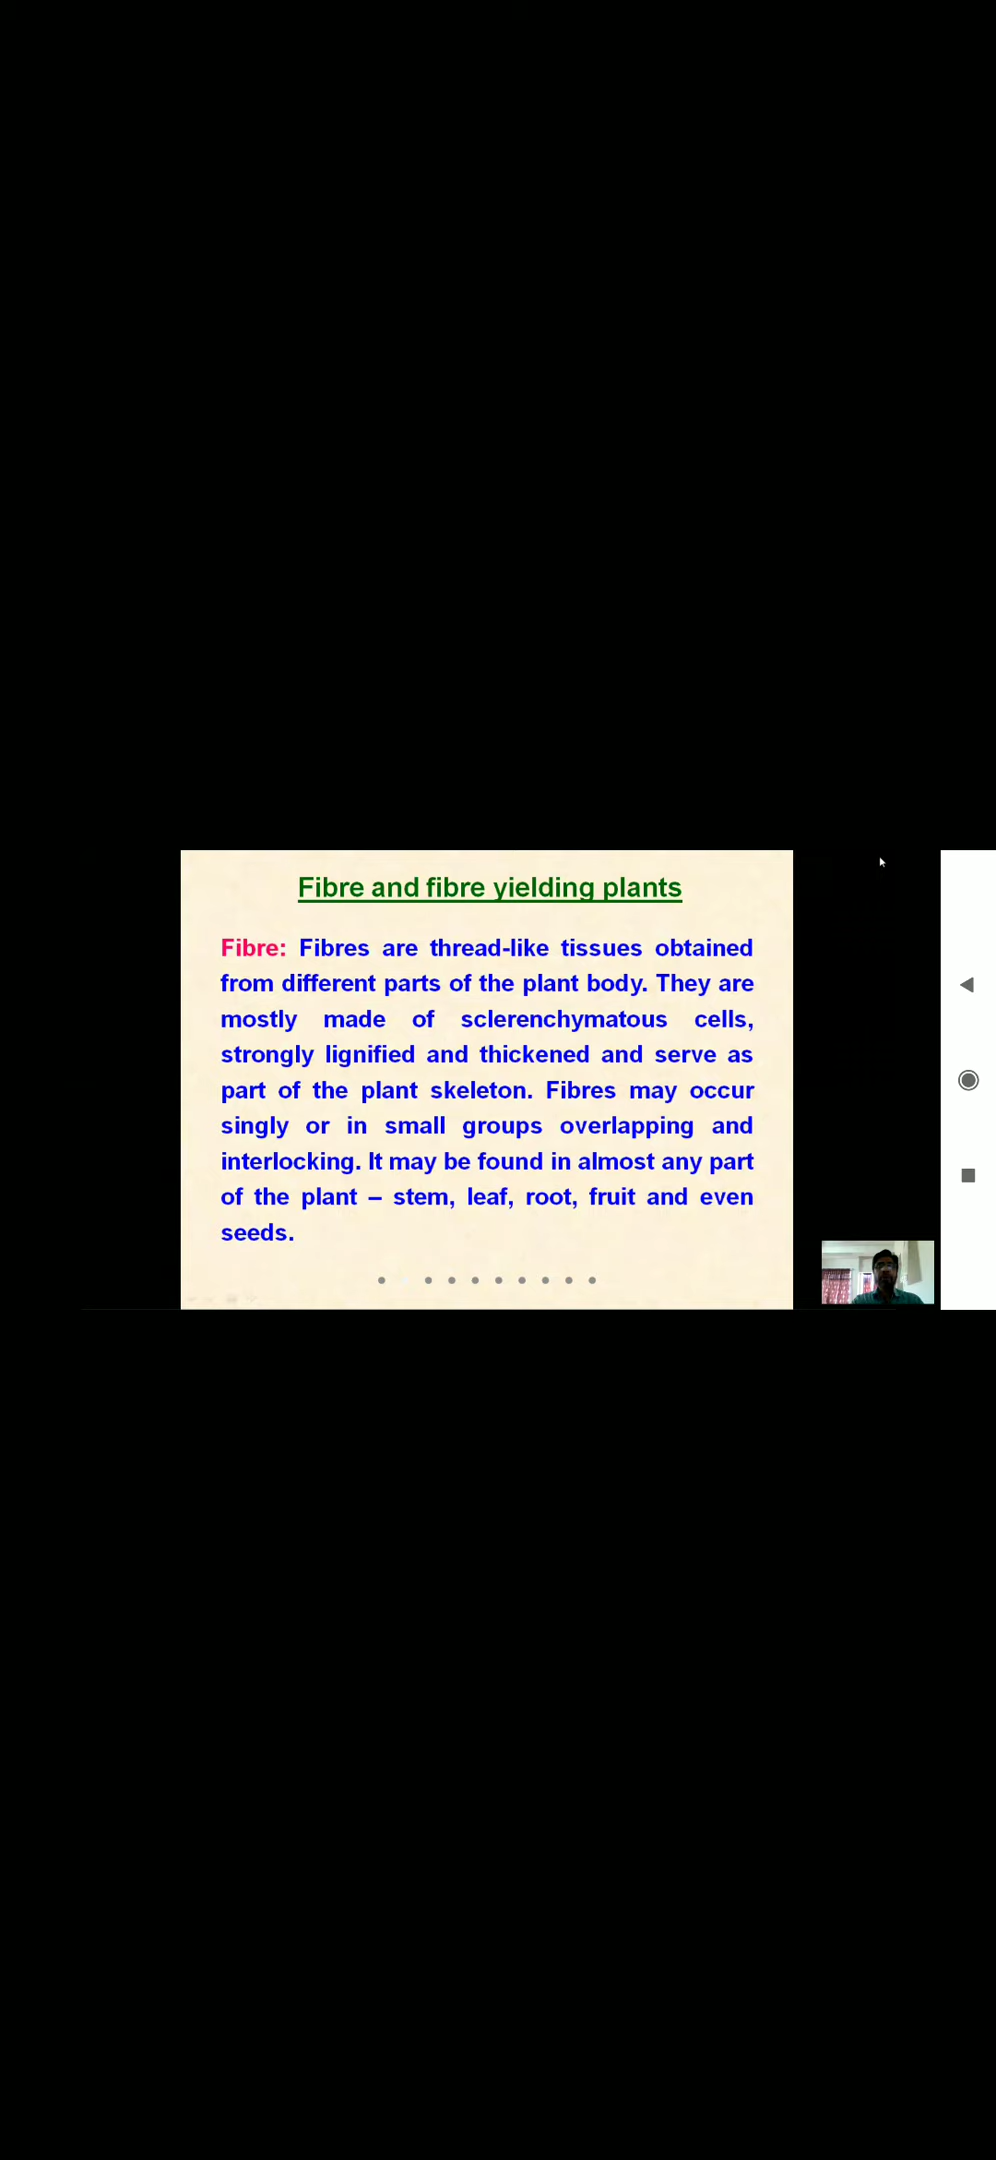 Fibre and fibre yielding plants
Fibre: Fibres are thread-like tissues obtained
from different parts of the plant body. They are
mostly made of sclerenchymatous cells,
strongly lignified and thickened and serve as
part of the plant skeleton. Fibres may occur
singly or in small groups overlapping and
interlocking. It may be found in almost any part
of the plant – stem, leaf, root, fruit and even
seeds.